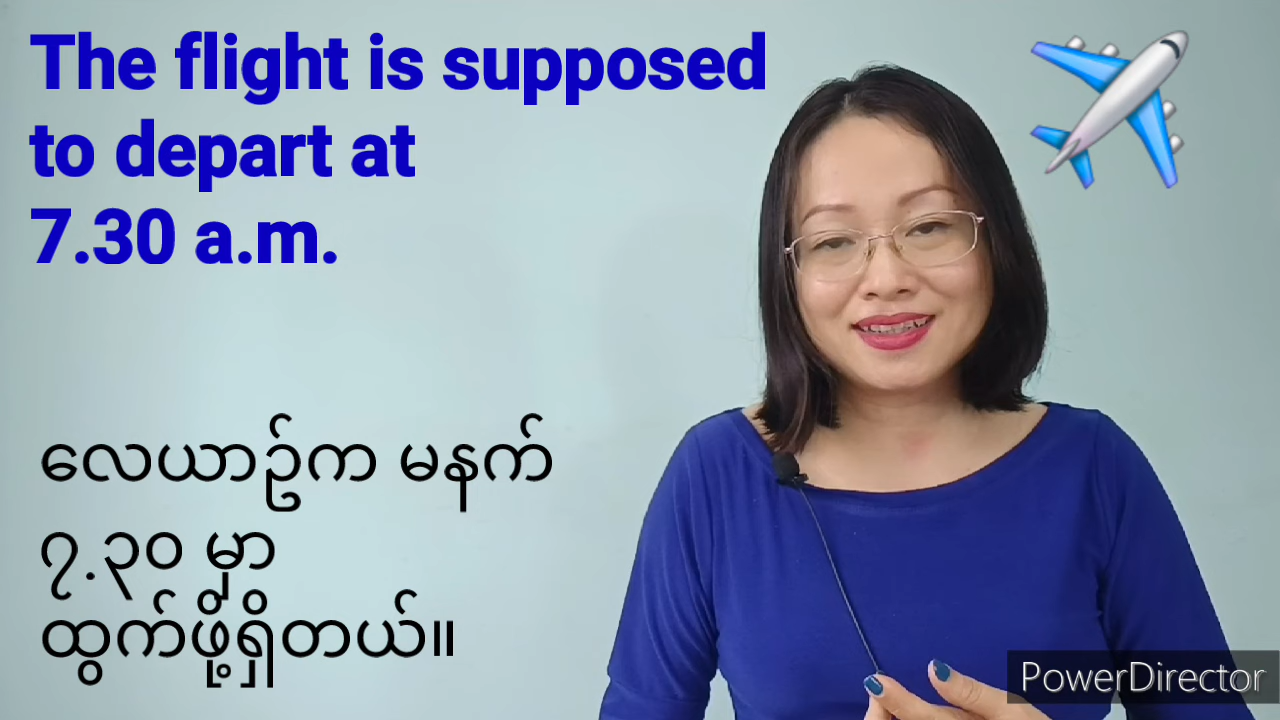 The flight is supposed
to depart at
7.30 a.m.
လေယာဥ်က မနက်
၇.၃၀ မှာ
ထွက်ဖို့ရှိတယ်။
PowerDirector